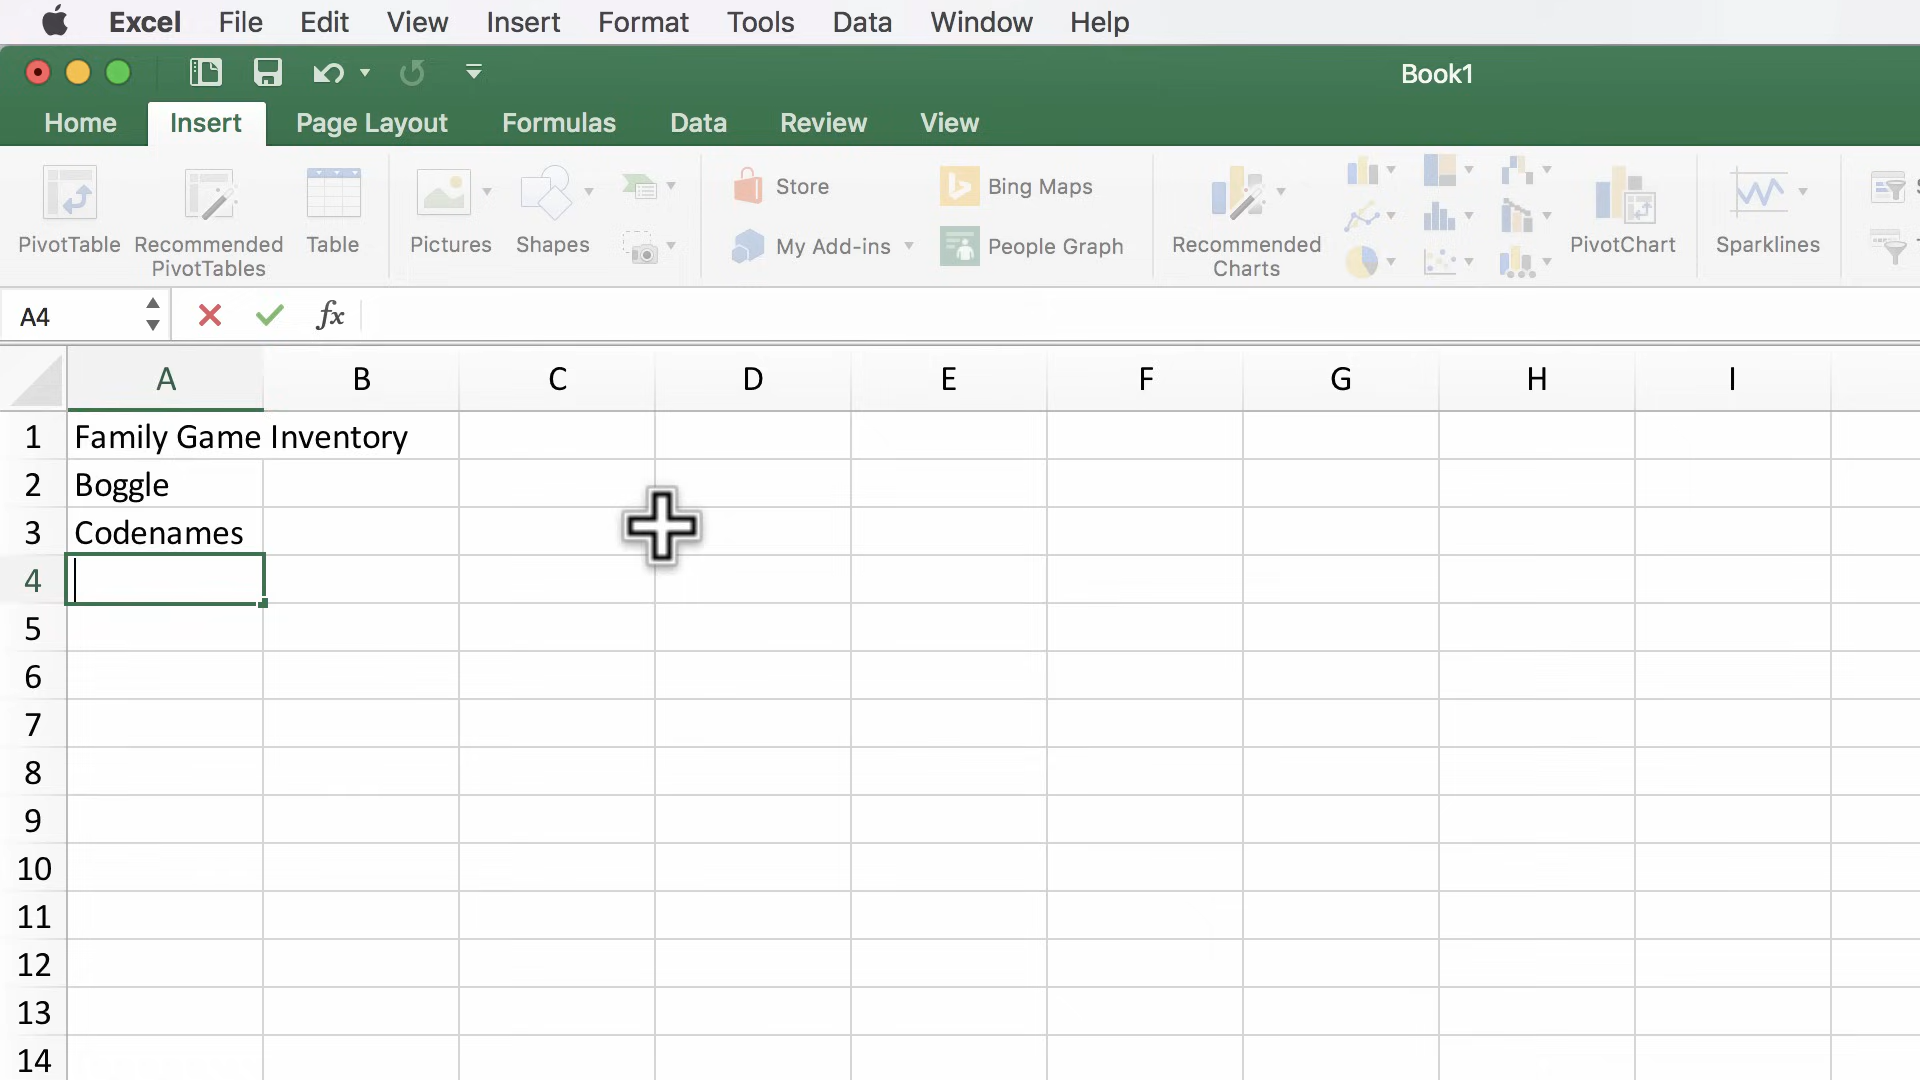 Excel File Edit View Insert Format Tools Data Window Help
Book1
Home Insert Page Layout Formulas Data Review View
PivotTable Recommended PivotTables Table Pictures Shapes Store My Add-ins Bing Maps People Graph Recommended Charts PivotChart Sparklines
A4 fx
A B C D E F G H I
1 Family Game Inventory
2 Boggle
3 Codenames
4
5
6
7
8
9
10
11
12
13
14